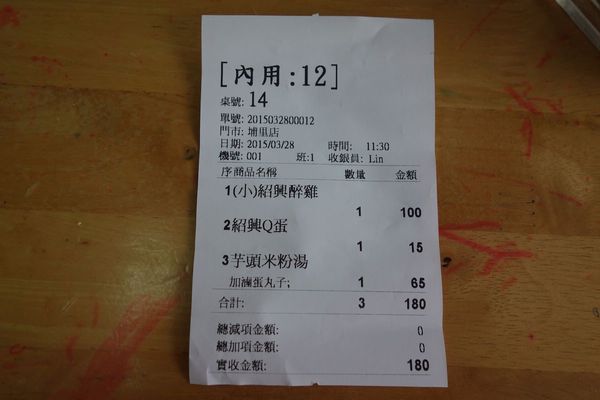 [內用:12]
桌號: 14
單號: 2015032800012
門市: 埔里店
日期: 2015/03/28 時間: 11:30
機號: 001 班:1 收銀員: Lin
序商品名稱 數量 金額
1(小)紹興醉雞
1 100
2紹興Q蛋
1 15
3芋頭米粉湯
加滷蛋丸子; 1 65
合計: 3 180
總減項金額: 0
總加項金額: 0
實收金額: 180